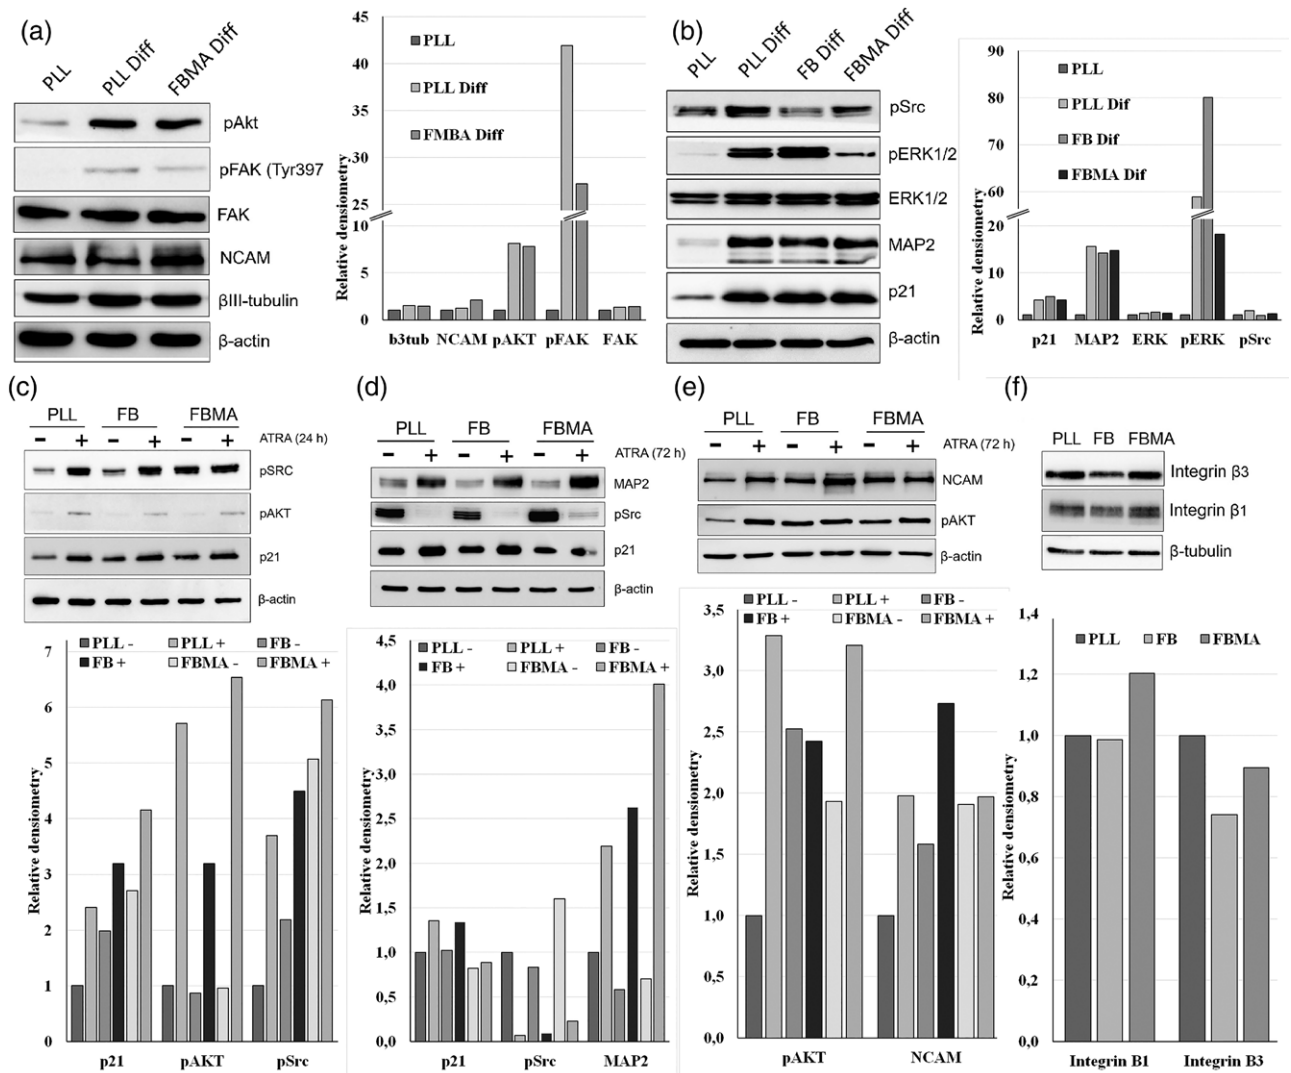 (a)
PLL
PLL Diff
FBMA Diff
pAkt
pFAK (Tyr397
FAK
NCAM
βIII-tubulin
β-actin
Relative densiometry
45
40
35
30
25
10
5
0
PLL
PLL Diff
FMBA Diff
b3tub NCAM pAKT pFAK FAK
(b)
PLL
PLL Diff
FB Diff
FBMA Diff
pSrc
pERK1/2
ERK1/2
MAP2
p21
β-actin
Relative densiometry
90
80
70
60
20
10
0
PLL
PLL Dif
FB Dif
FBMA Dif
p21 MAP2 ERK pERK pSrc
(c)
PLL FB FBMA
- + - + - + ATRA (24 h)
pSRC
pAKT
p21
β-actin
PLL - PLL + FB -
FB + FBMA - FBMA +
Relative densiometry
7
6
5
4
3
2
1
0
p21 pAKT pSrc
(d)
PLL FB FBMA
- + - + - + ATRA (72 h)
MAP2
pSrc
p21
β-actin
PLL - PLL + FB -
FB + FBMA - FBMA +
Relative densiometry
4,5
4,0
3,5
3,0
2,5
2,0
1,5
1,0
0,5
0,0
p21 pSrc MAP2
(e)
PLL FB FBMA
- + - + - + ATRA (72 h)
NCAM
pAKT
β-actin
PLL - PLL + FB -
FB + FBMA - FBMA +
Relative densiometry
3,5
3,0
2,5
2,0
1,5
1,0
0,5
0,0
pAKT NCAM
(f)
PLL FB FBMA
Integrin β3
Integrin β1
β-tubulin
PLL FB FBMA
Relative densiometry
1,4
1,2
1,0
0,8
0,6
0,4
0,2
0,0
Integrin B1 Integrin B3